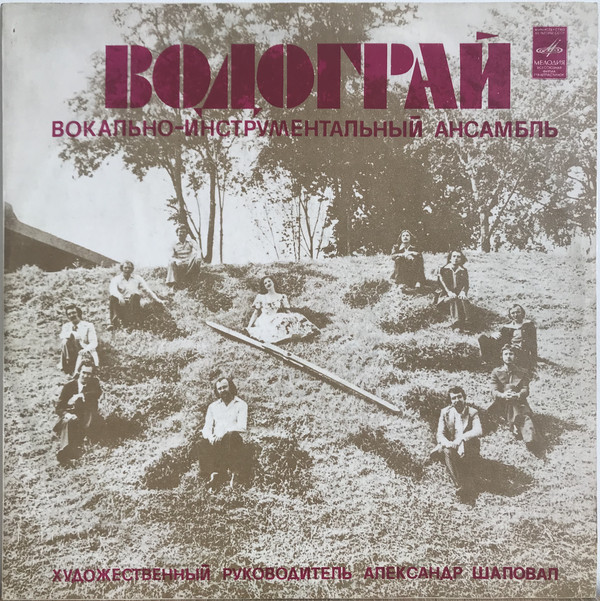 ВОДОГРАЙ
ВОКАЛЬНО-ИНСТРУМЕНТАЛЬНЫЙ АНСАМБЛЬ
МЕЛОДИЯ
ХУДОЖЕСТВЕННЫЙ РУКОВОДИТЕЛЬ АЛЕКСАНДР ШАПОВАЛ